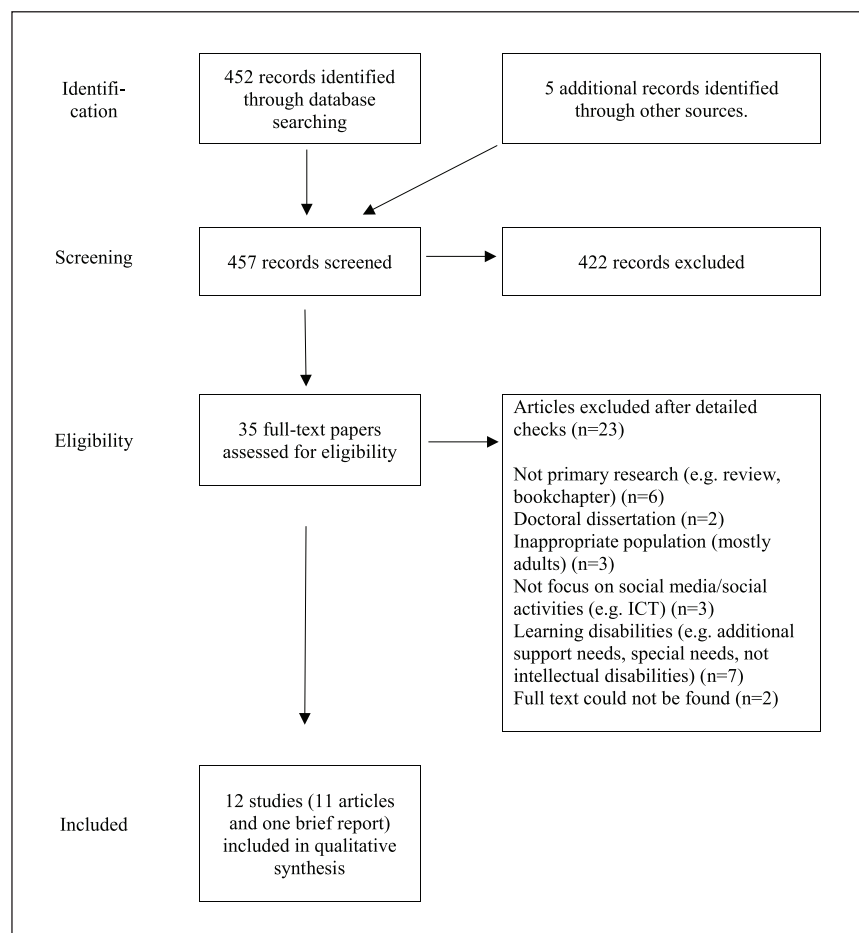 Identifi-
cation
452 records identified
through database
searching
5 additional records identified
through other sources.
Screening
457 records screened
422 records excluded
Eligibility
35 full-text papers
assessed for eligibility
Articles excluded after detailed
checks (n=23)
Not primary research (e.g. review,
bookchapter) (n=6)
Doctoral dissertation (n=2)
Inappropriate population (mostly
adults) (n=3)
Not focus on social media/social
activities (e.g. ICT) (n=3)
Learning disabilities (e.g. additional
support needs, special needs, not
intellectual disabilities) (n=7)
Full text could not be found (n=2)
Included
12 studies (11 articles
and one brief report)
included in qualitative
synthesis